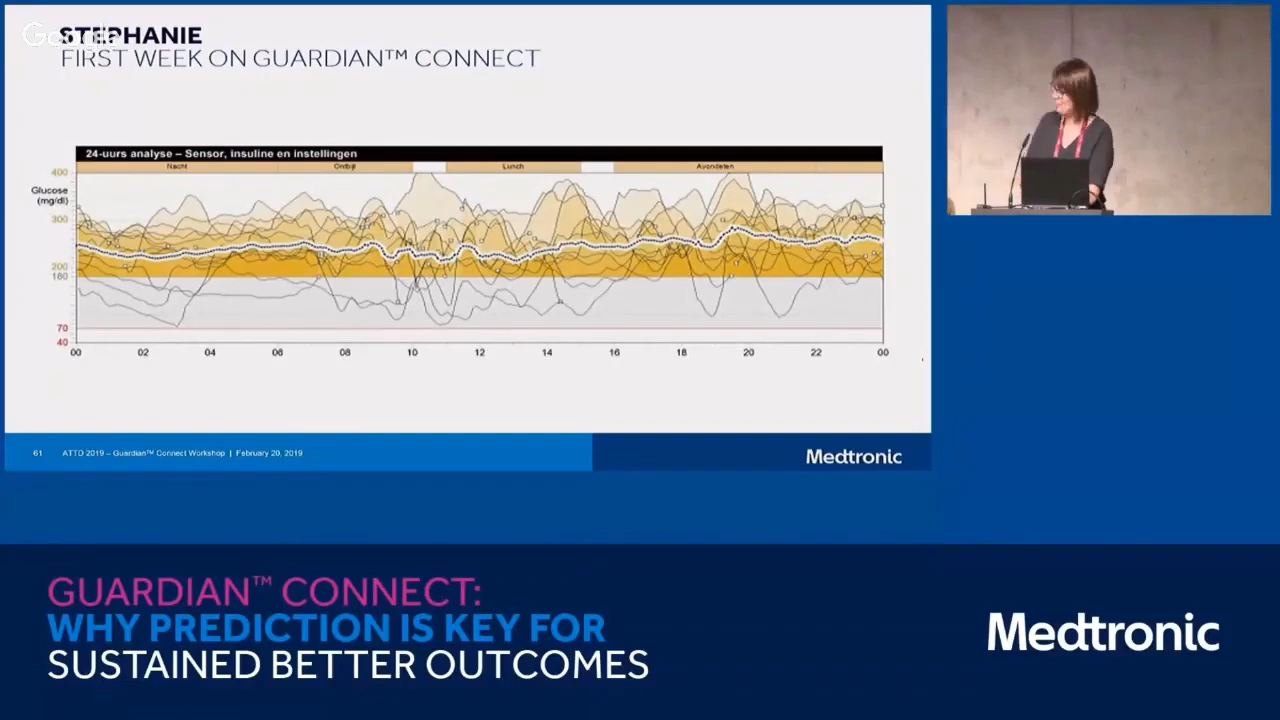 Google
STEPHANIE
FIRST WEEK ON GUARDIAN™ CONNECT
24-uurs analyse – Sensor, insuline en instellingen
Nacht
Ontbijt
Lunch
Avondeten
Glucose
(mg/dl)
400
300
200
180
70
40
00 02 04 06 08 10 12 14 16 18 20 22 00
61 ATTD 2019 – Guardian™ Connect Workshop | February 20, 2019
Medtronic
GUARDIAN™ CONNECT:
WHY PREDICTION IS KEY FOR
SUSTAINED BETTER OUTCOMES
Medtronic